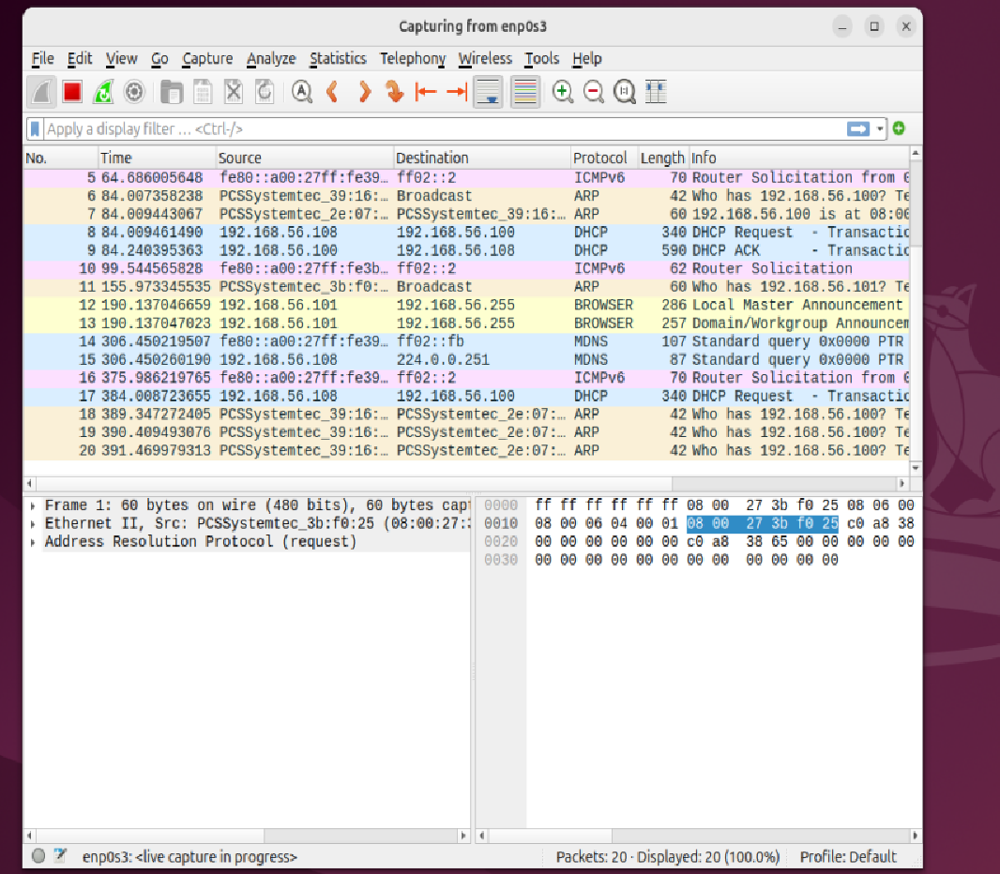 Capturing from enp0s3
File Edit View Go Capture Analyze Statistics Telephony Wireless Tools Help
Apply a display filter ... <Ctrl-/>
No. Time Source Destination Protocol Length Info
5 64.686005648 fe80::a00:27ff:fe39… ff02::2 ICMPv6 70 Router Solicitation from
6 84.007358238 PCSSystemtec_39:16:… Broadcast ARP 42 Who has 192.168.56.100? Te
7 84.009443067 PCSSystemtec_2e:07:… PCSSystemtec_39:16:… ARP 60 192.168.56.100 is at 08:00
8 84.009461490 192.168.56.108 192.168.56.100 DHCP 340 DHCP Request - Transactic
9 84.240395363 192.168.56.100 192.168.56.108 DHCP 590 DHCP ACK - Transactic
10 99.544565828 fe80::a00:27ff:fe3b… ff02::2 ICMPv6 62 Router Solicitation
11 155.973345535 PCSSystemtec_3b:f0:… Broadcast ARP 60 Who has 192.168.56.101? Te
12 190.137046659 192.168.56.101 192.168.56.255 BROWSER 286 Local Master Announcement
13 190.137047023 192.168.56.101 192.168.56.255 BROWSER 257 Domain/Workgroup Announcem
14 306.450219507 fe80::a00:27ff:fe39… ff02::fb MDNS 107 Standard query 0x0000 PTR
15 306.450260190 192.168.56.108 224.0.0.251 MDNS 87 Standard query 0x0000 PTR
16 375.986219765 fe80::a00:27ff:fe39… ff02::2 ICMPv6 70 Router Solicitation from
17 384.008723655 192.168.56.108 192.168.56.100 DHCP 340 DHCP Request - Transactic
18 389.347272405 PCSSystemtec_39:16:… PCSSystemtec_2e:07:… ARP 42 Who has 192.168.56.100? Te
19 390.409493076 PCSSystemtec_39:16:… PCSSystemtec_2e:07:… ARP 42 Who has 192.168.56.100? Te
20 391.469979313 PCSSystemtec_39:16:… PCSSystemtec_2e:07:… ARP 42 Who has 192.168.56.100? Te
Frame 1: 60 bytes on wire (480 bits), 60 bytes capt
Ethernet II, Src: PCSSystemtec_3b:f0:25 (08:00:27:3
Address Resolution Protocol (request)
0000 ff ff ff ff ff ff 08 00 27 3b f0 25 08 06 00
0010 08 00 06 04 00 01 08 00 27 3b f0 25 c0 a8 38
0020 00 00 00 00 00 00 c0 a8 38 65 00 00 00 00 00
0030 00 00 00 00 00 00 00 00 00 00 00 00
enp0s3: <live capture in progress>
Packets: 20 · Displayed: 20 (100.0%)
Profile: Default